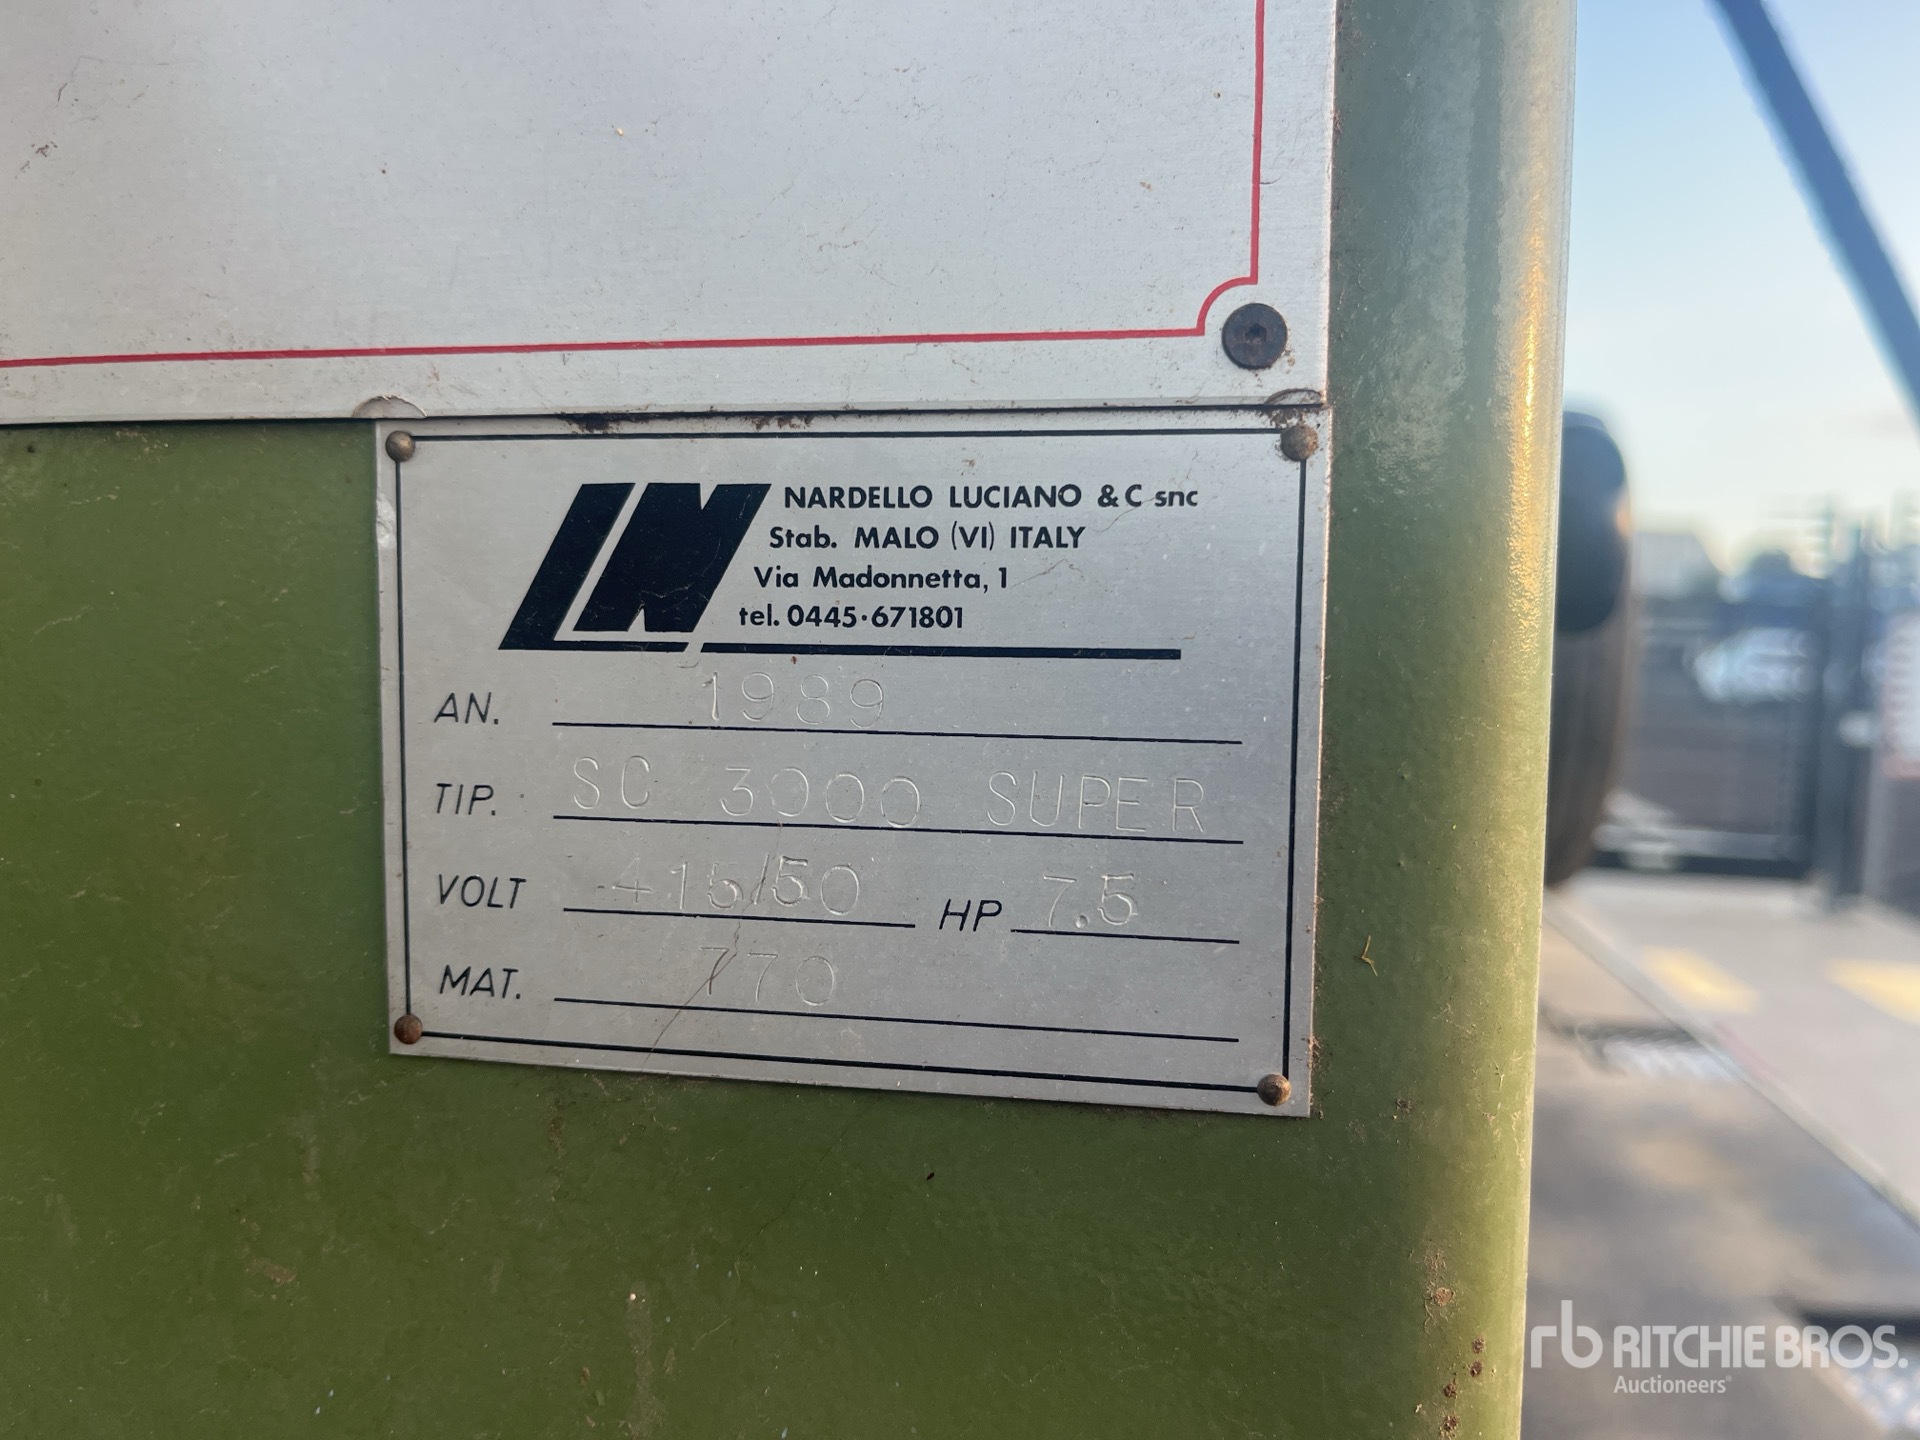 LN
NARDELLO LUCIANO & C snc
Stab. MALO (VI) ITALY
Via Madonnetta, 1
tel. 0445·671801
AN. 1989
TIP. SC 3000 SUPER
VOLT 415/50 HP 7.5
MAT. 770
rb RITCHIE BROS.
Auctioneers